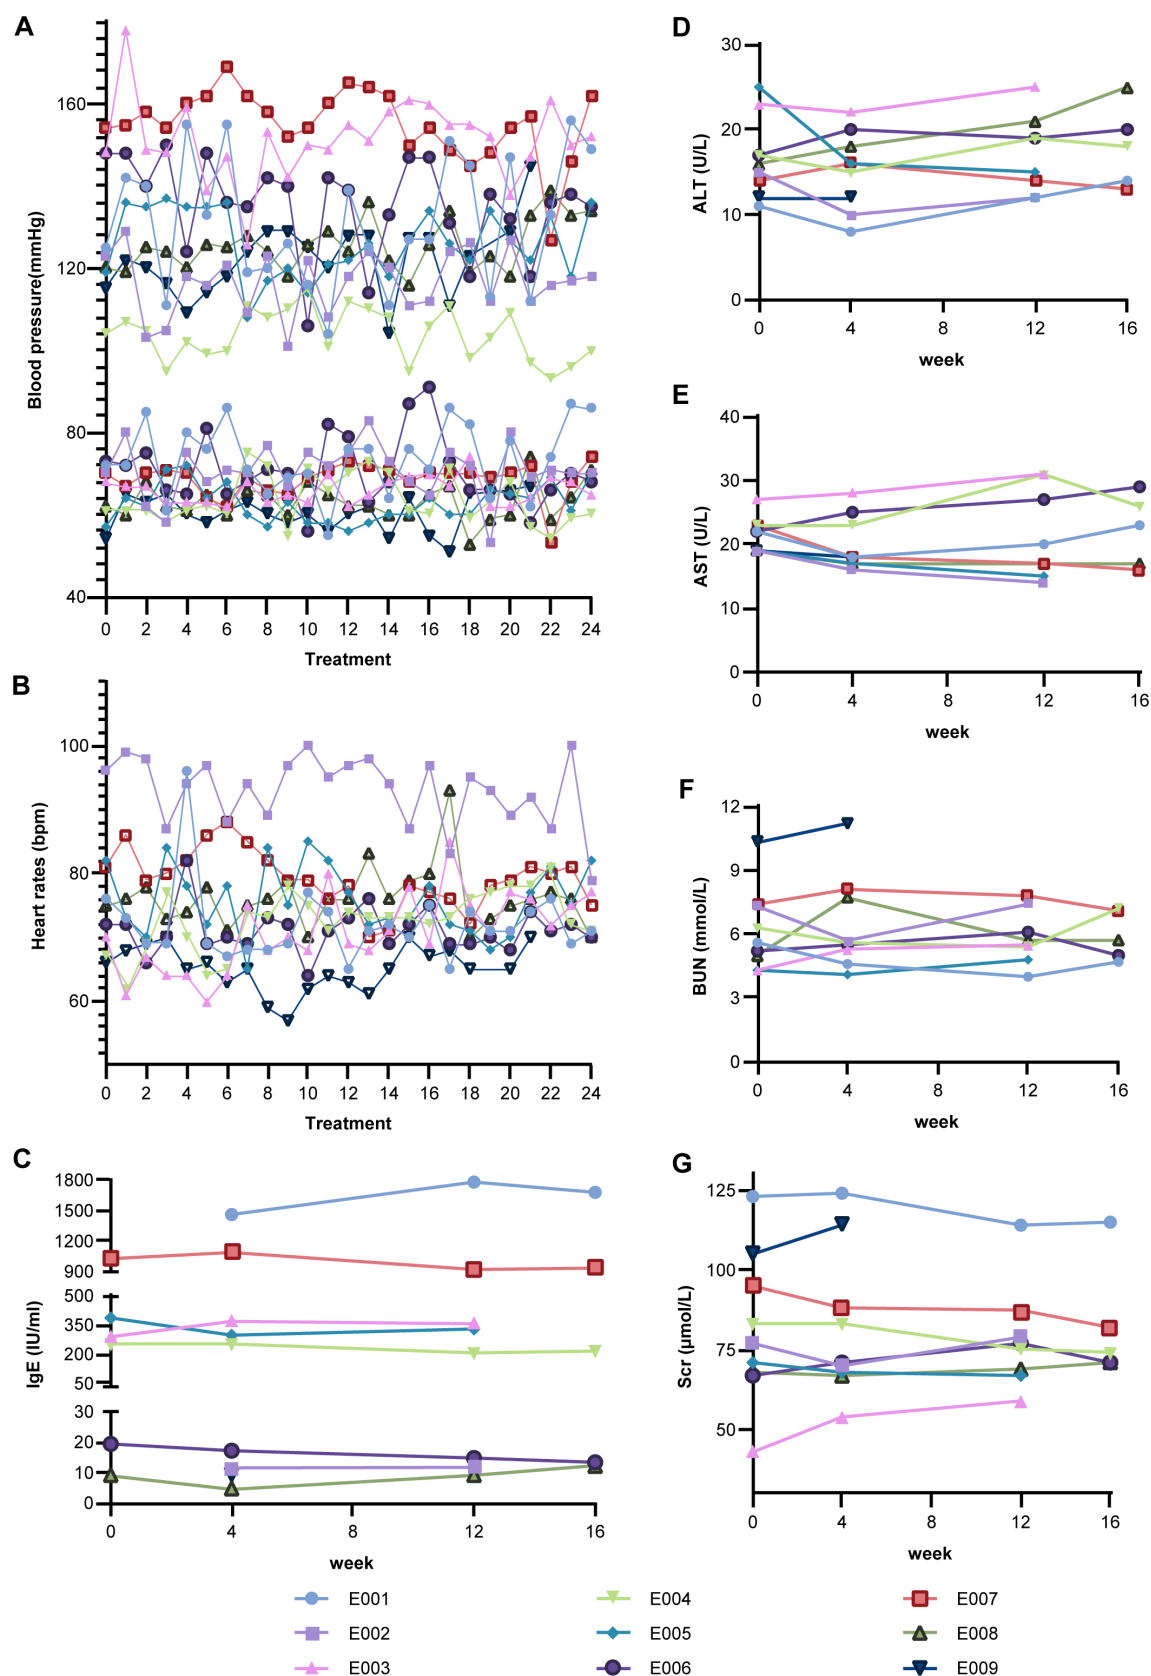 A
Blood pressure(mmHg)
160
120
80
40
0 2 4 6 8 10 12 14 16 18 20 22 24
Treatment
B
Heart rates (bpm)
100
80
60
0 2 4 6 8 10 12 14 16 18 20 22 24
Treatment
C
IgE (IU/ml)
1800
1500
1200
900
500
350
200
50
30
20
10
0
0 4 8 12 16
week
D
ALT (U/L)
30
20
10
0
0 4 8 12 16
week
E
AST (U/L)
40
30
20
10
0
0 4 8 12 16
week
F
BUN (mmol/L)
12
9
6
3
0
0 4 8 12 16
week
G
Scr (μmol/L)
125
100
75
50
0 4 8 12 16
week
E001 E004 E007
E002 E005 E008
E003 E006 E009